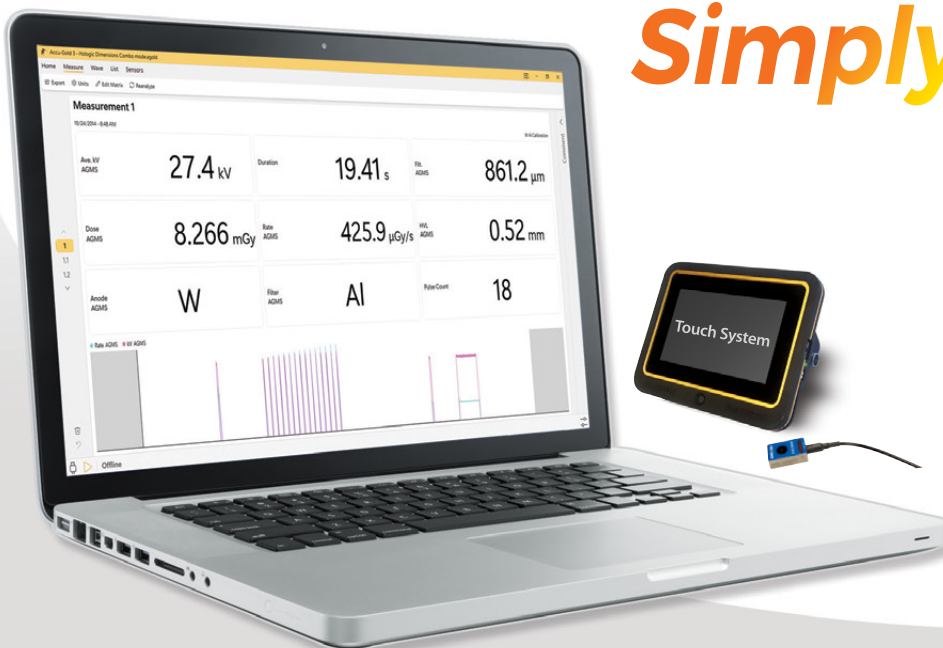 Simply
Accu-Gold 3 - Hologic Dimensions Combo mode.agold
Home Measure Wave List Sensors
Export Units Edit Matrix Reanalyze
Measurement 1
10/24/2014 - 9:48 AM
W/Al Calibration
Comment
Ave. kV
AGMS
27.4 kV
Duration
19.41 s
Filt.
AGMS
861.2 μm
Dose
AGMS
8.266 mGy
Rate
AGMS
425.9 μGy/s
HVL
AGMS
0.52 mm
1
1.1
1.2
Anode
AGMS
W
Filter
AGMS
Al
Pulse Count
18
Rate AGMS kV AGMS
Offline
Touch System